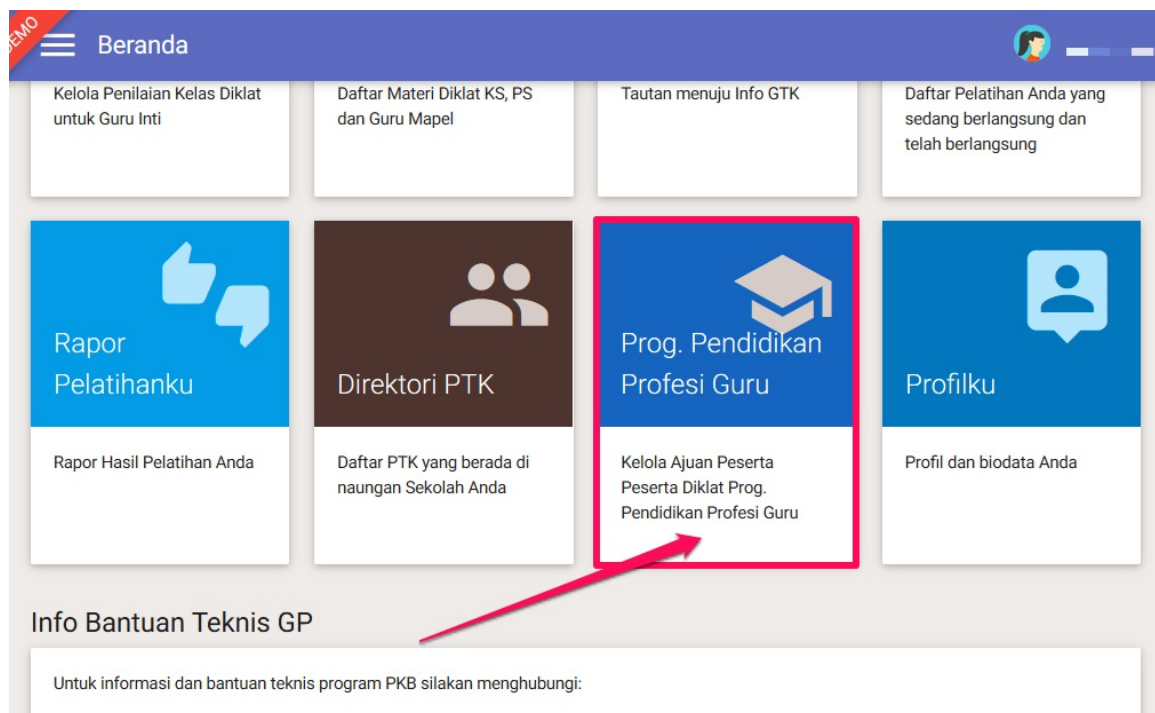 DEMO
Beranda
Kelola Penilaian Kelas Diklat
untuk Guru Inti
Daftar Materi Diklat KS, PS
dan Guru Mapel
Tautan menuju Info GTK
Daftar Pelatihan Anda yang
sedang berlangsung dan
telah berlangsung
Rapor
Pelatihanku
Rapor Hasil Pelatihan Anda
Direktori PTK
Daftar PTK yang berada di
naungan Sekolah Anda
Prog. Pendidikan
Profesi Guru
Kelola Ajuan Peserta
Peserta Diklat Prog.
Pendidikan Profesi Guru
Profilku
Profil dan biodata Anda
Info Bantuan Teknis GP
Untuk informasi dan bantuan teknis program PKB silakan menghubungi: